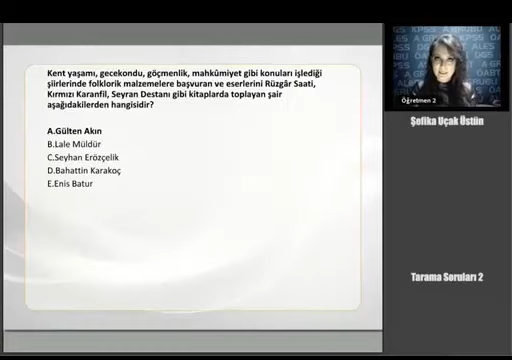 Kent yaşamı, gecekondu, göçmenlik, mahkûmiyet gibi konuları işlediği
şiirlerinde folklorik malzemelere başvuran ve eserlerini Rüzgâr Saati,
Kırmızı Karanfil, Seyran Destanı gibi kitaplarda toplayan şair
aşağıdakilerden hangisidir?
A.Gülten Akın
B.Lale Müldür
C.Seyhan Erözçelik
D.Bahattin Karakoç
E.Enis Batur
Öğretmen 2
Şefika Uçak Üstün
Tarama Soruları 2